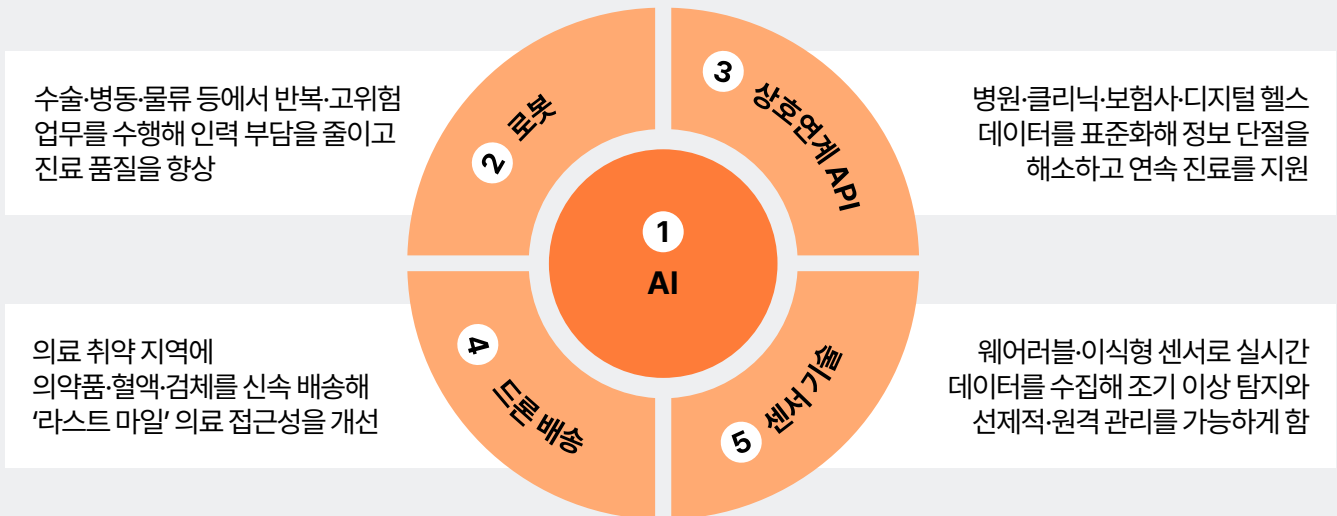 수술·병동·물류 등에서 반복·고위험
업무를 수행해 인력 부담을 줄이고
진료 품질을 향상
2 로봇
3 상호연계 API
병원·클리닉·보험사·디지털 헬스
데이터를 표준화해 정보 단절을
해소하고 연속 진료를 지원
1
AI
의료 취약 지역에
의약품·혈액·검체를 신속 배송해
‘라스트 마일’ 의료 접근성을 개선
4 드론 배송
5 센서 기술
웨어러블·이식형 센서로 실시간
데이터를 수집해 조기 이상 탐지와
선제적·원격 관리를 가능하게 함